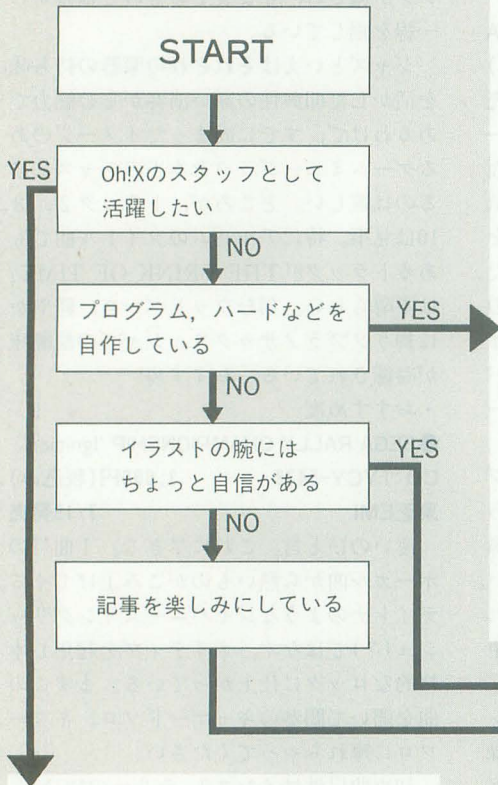 START
YES
Oh!Xのスタッフとして
活躍したい
NO
プログラム,ハードなどを
自作している
YES
NO
イラストの腕には
ちょっと自信がある
YES
NO
記事を楽しみにしている